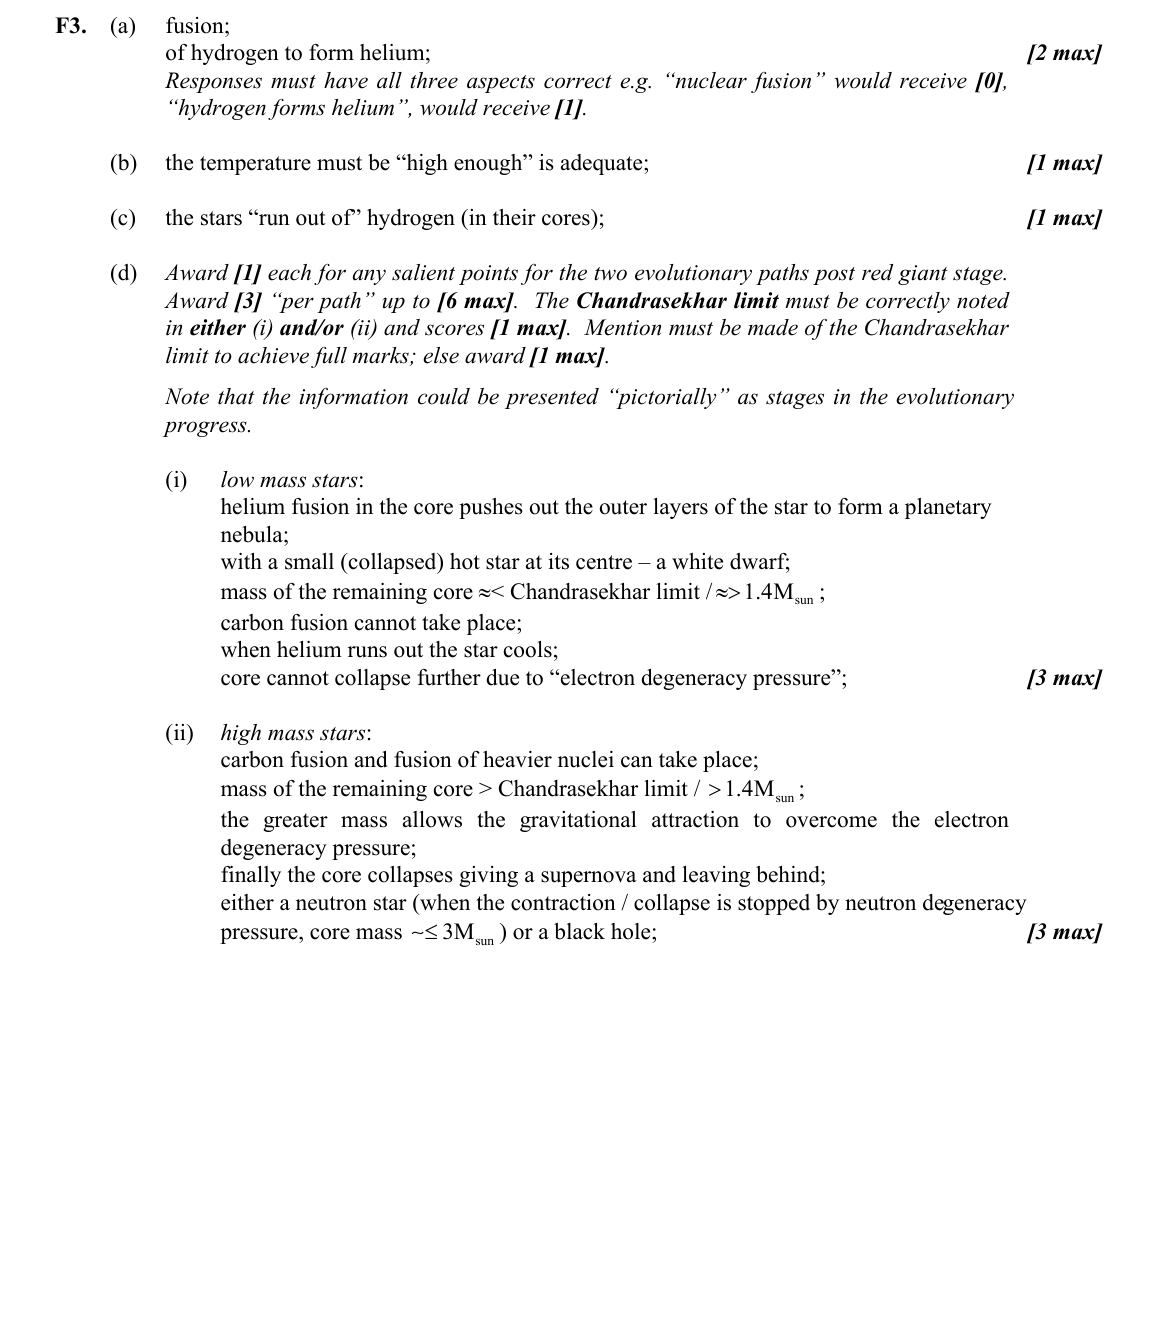 F3. (a) fusion;
of hydrogen to form helium; [2 max]
Responses must have all three aspects correct e.g. “nuclear fusion” would receive [0],
“hydrogen forms helium”, would receive [1].
(b) the temperature must be “high enough” is adequate; [1 max]
(c) the stars “run out of” hydrogen (in their cores); [1 max]
(d) Award [1] each for any salient points for the two evolutionary paths post red giant stage.
Award [3] “per path” up to [6 max]. The Chandrasekhar limit must be correctly noted
in either (i) and/or (ii) and scores [1 max]. Mention must be made of the Chandrasekhar
limit to achieve full marks; else award [1 max].
Note that the information could be presented “pictorially” as stages in the evolutionary
progress.
(i) low mass stars:
helium fusion in the core pushes out the outer layers of the star to form a planetary
nebula;
with a small (collapsed) hot star at its centre – a white dwarf;
mass of the remaining core ≈< Chandrasekhar limit / ≈> 1.4M_sun ;
carbon fusion cannot take place;
when helium runs out the star cools;
core cannot collapse further due to “electron degeneracy pressure”; [3 max]
(ii) high mass stars:
carbon fusion and fusion of heavier nuclei can take place;
mass of the remaining core > Chandrasekhar limit / > 1.4M_sun ;
the greater mass allows the gravitational attraction to overcome the electron
degeneracy pressure;
finally the core collapses giving a supernova and leaving behind;
either a neutron star (when the contraction / collapse is stopped by neutron degeneracy
pressure, core mass ~≤ 3M_sun ) or a black hole; [3 max]